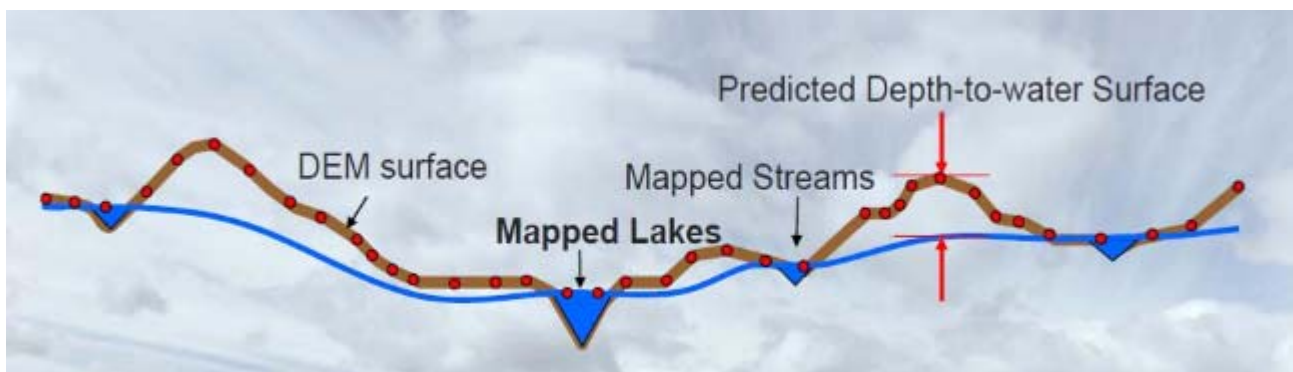 Predicted Depth-to-water Surface
DEM surface
Mapped Streams
Mapped Lakes